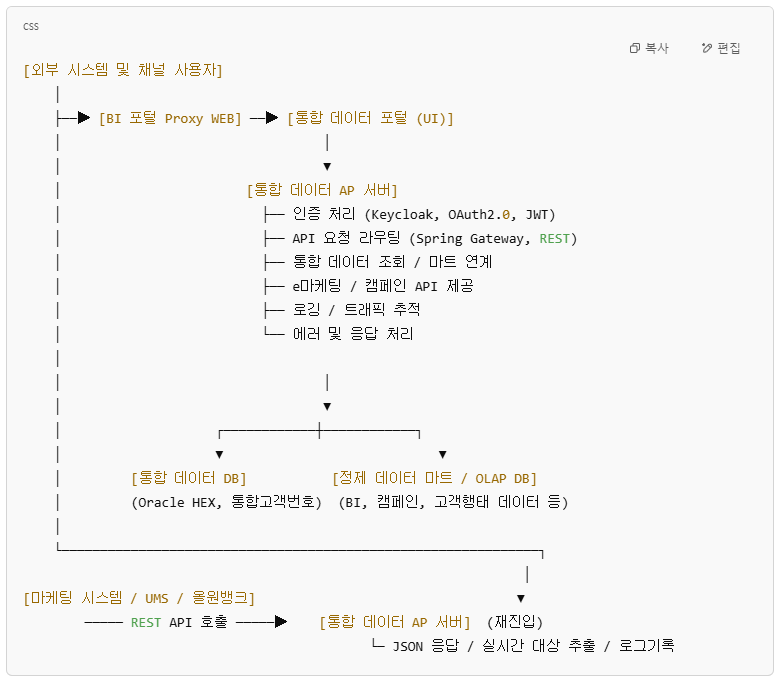 css
복사 편집
[외부 시스템 및 채널 사용자]
[BI 포털 Proxy WEB] [통합 데이터 포털 (UI)]
[통합 데이터 AP 서버]
인증 처리 (Keycloak, OAuth2.0, JWT)
API 요청 라우팅 (Spring Gateway, REST)
통합 데이터 조회 / 마트 연계
e마케팅 / 캠페인 API 제공
로깅 / 트래픽 추적
에러 및 응답 처리
[통합 데이터 DB] [정제 데이터 마트 / OLAP DB]
(Oracle HEX, 통합고객번호) (BI, 캠페인, 고객행태 데이터 등)
[마케팅 시스템 / UMS / 올원뱅크]
REST API 호출 [통합 데이터 AP 서버] (재진입)
JSON 응답 / 실시간 대상 추출 / 로그기록